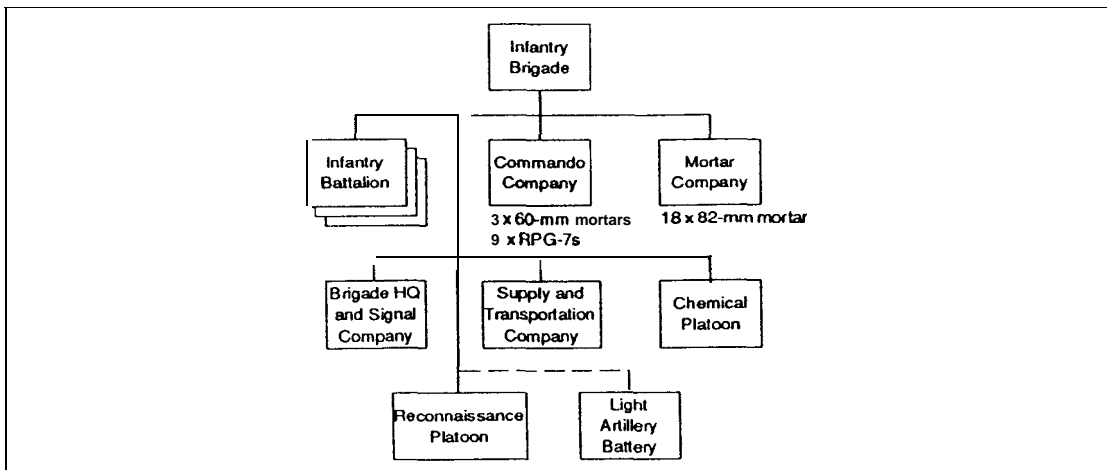 Infantry
Brigade
Infantry
Battalion
Commando
Company
3 x 60-mm mortars
9 x RPG-7s
Mortar
Company
18 x 82-mm mortar
Brigade HQ
and Signal
Company
Supply and
Transportation
Company
Chemical
Platoon
Reconnaissance
Platoon
Light
Artillery
Battery